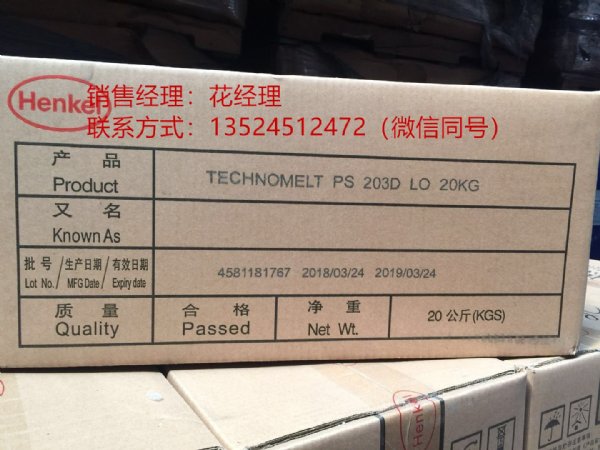 Henkel
销售经理：花经理
联系方式：13524512472（微信同号）
产 品
Product
TECHNOMELT PS 203D LO 20KG
又 名
Known As
批 号/生产日期/有效日期
Lot No./MFG Date/Expiry date
4581181767 2018/03/24 2019/03/24
质 量
Quality
合 格
Passed
净 重
Net Wt.
20 公斤(KGS)
Henkel